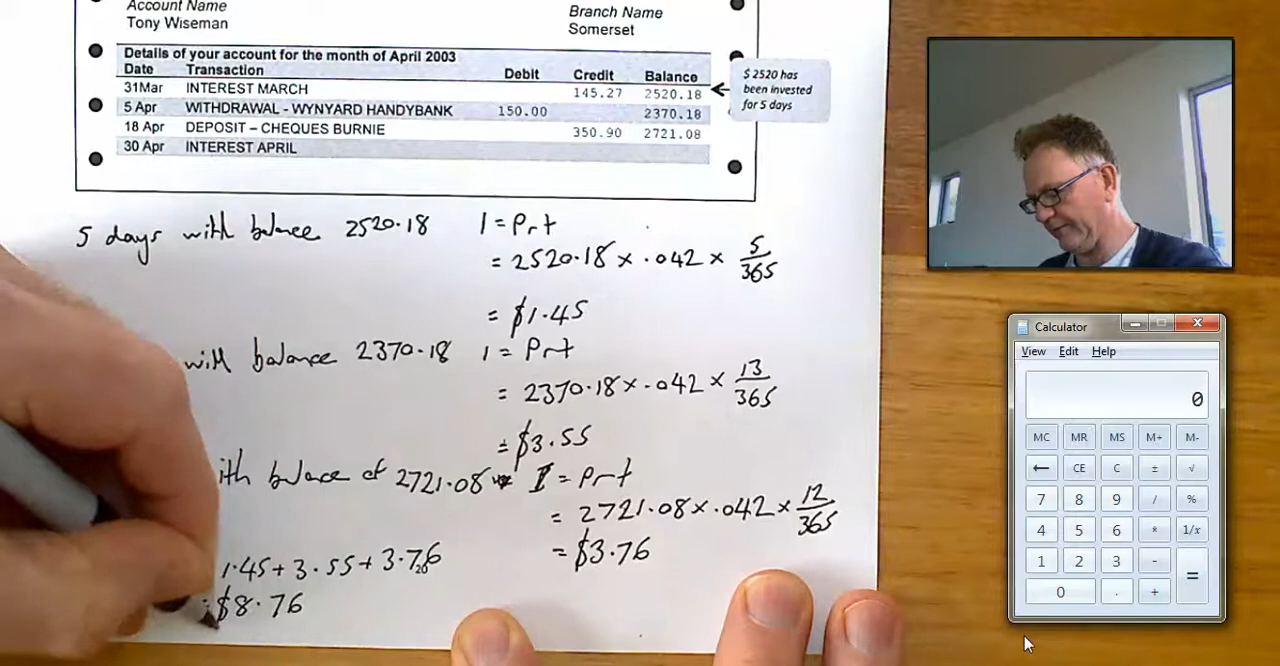 Account Name
Tony Wiseman
Branch Name
Somerset
Details of your account for the month of April 2003
Date Transaction Debit Credit Balance
31Mar INTEREST MARCH 145.27 2520.18
5 Apr WITHDRAWAL - WYNYARD HANDYBANK 150.00 2370.18
18 Apr DEPOSIT – CHEQUES BURNIE 350.90 2721.08
30 Apr INTEREST APRIL
$ 2520 has
been invested
for 5 days
5 days with balance 2520.18 I = Prt
= 2520.18 × .042 × 5/365
= $1.45
with balance 2370.18 I = Prt
= 2370.18 × .042 × 13/365
= $3.55
ith balance of 2721.08 I = Prt
= 2721.08 × .042 × 12/365
= $3.76
1.45 + 3.55 + 3.76
$8.76
Calculator
View Edit Help
0
MC MR MS M+ M-
← CE C ± √
7 8 9 / %
4 5 6 * 1/x
1 2 3 - =
0 . +